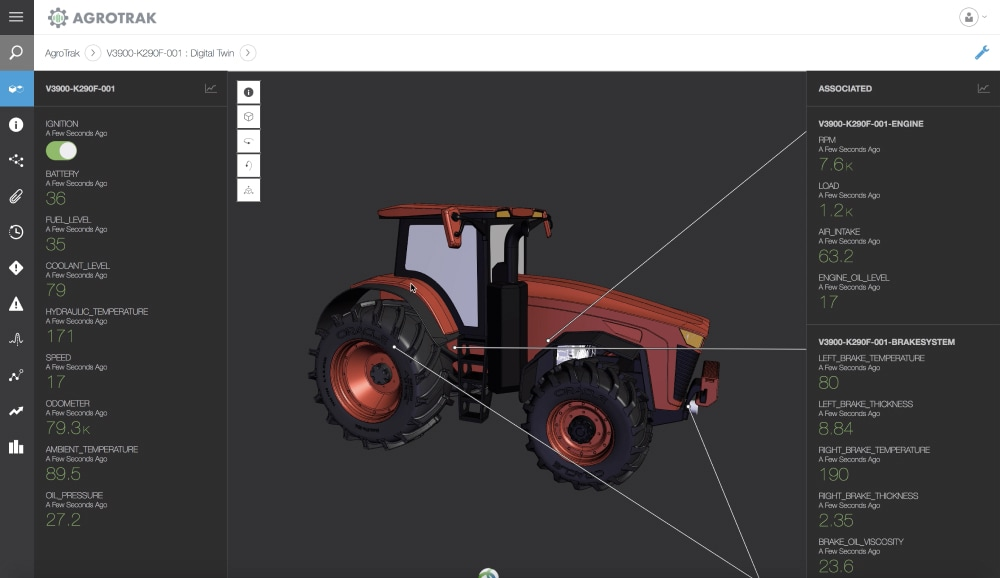 AGROTRAK
AgroTrak
V3900-K290F-001 : Digital Twin
V3900-K290F-001
IGNITION
A Few Seconds Ago
BATTERY
A Few Seconds Ago
36
FUEL_LEVEL
A Few Seconds Ago
35
COOLANT_LEVEL
A Few Seconds Ago
79
HYDRAULIC_TEMPERATURE
A Few Seconds Ago
171
SPEED
A Few Seconds Ago
17
ODOMETER
A Few Seconds Ago
79.3K
AMBIENT_TEMPERATURE
A Few Seconds Ago
89.5
OIL_PRESSURE
A Few Seconds Ago
27.2
ASSOCIATED
V3900-K290F-001-ENGINE
RPM
A Few Seconds Ago
7.6K
LOAD
A Few Seconds Ago
1.2K
AIR_INTAKE
A Few Seconds Ago
63.2
ENGINE_OIL_LEVEL
A Few Seconds Ago
17
V3900-K290F-001-BRAKESYSTEM
LEFT_BRAKE_TEMPERATURE
A Few Seconds Ago
80
LEFT_BRAKE_THICKNESS
A Few Seconds Ago
8.84
RIGHT_BRAKE_TEMPERATURE
A Few Seconds Ago
190
RIGHT_BRAKE_THICKNESS
A Few Seconds Ago
2.35
BRAKE_OIL_VISCOSITY
A Few Seconds Ago
23.6